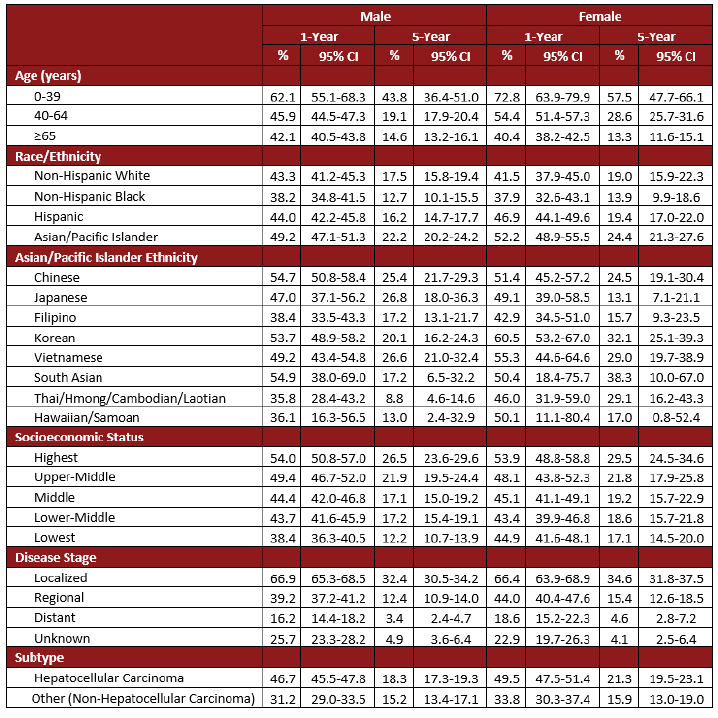 Male Female
1-Year 5-Year 1-Year 5-Year
% 95% CI % 95% CI % 95% CI % 95% CI
Age (years)
0-39 62.1 55.1-68.3 43.8 36.4-51.0 72.8 63.9-79.9 57.5 47.7-66.1
40-64 45.9 44.5-47.3 19.1 17.9-20.4 54.4 51.4-57.3 28.6 25.7-31.6
≥65 42.1 40.5-43.8 14.6 13.2-16.1 40.4 38.2-42.5 13.3 11.6-15.1
Race/Ethnicity
Non-Hispanic White 43.3 41.2-45.3 17.5 15.8-19.4 41.5 37.9-45.0 19.0 15.9-22.3
Non-Hispanic Black 38.2 34.8-41.5 12.7 10.1-15.5 37.9 32.6-43.1 13.9 9.9-18.6
Hispanic 44.0 42.2-45.8 16.2 14.7-17.7 46.9 44.1-49.6 19.4 17.0-22.0
Asian/Pacific Islander 49.2 47.1-51.3 22.2 20.2-24.2 52.2 48.9-55.5 24.4 21.3-27.6
Asian/Pacific Islander Ethnicity
Chinese 54.7 50.8-58.4 25.4 21.7-29.3 51.4 45.2-57.2 24.5 19.1-30.4
Japanese 47.0 37.1-56.2 26.8 18.0-36.3 49.1 39.0-58.5 13.1 7.1-21.1
Filipino 38.4 33.5-43.3 17.2 13.1-21.7 42.9 34.5-51.0 15.7 9.3-23.5
Korean 53.7 48.9-58.2 20.1 16.2-24.3 60.5 53.2-67.0 32.1 25.1-39.3
Vietnamese 49.2 43.4-54.8 26.6 21.0-32.4 55.3 44.6-64.6 29.0 19.7-38.9
South Asian 54.9 38.0-69.0 17.2 6.5-32.2 50.4 18.4-75.7 38.3 10.0-67.0
Thai/Hmong/Cambodian/Laotian 35.8 28.4-43.2 8.8 4.6-14.6 46.0 31.9-59.0 29.1 16.2-43.3
Hawaiian/Samoan 36.1 16.3-56.5 13.0 2.4-32.9 50.1 11.1-80.4 17.0 0.8-52.4
Socioeconomic Status
Highest 54.0 50.8-57.0 26.5 23.6-29.6 53.9 48.8-58.8 29.5 24.5-34.6
Upper-Middle 49.4 46.7-52.0 21.9 19.5-24.4 48.1 43.8-52.3 21.8 17.9-25.8
Middle 44.4 42.0-46.8 17.1 15.0-19.2 45.1 41.1-49.1 19.2 15.7-22.9
Lower-Middle 43.7 41.6-45.9 17.2 15.4-19.1 43.4 39.9-46.8 18.6 15.7-21.8
Lowest 38.4 36.3-40.5 12.2 10.7-13.9 44.9 41.6-48.1 17.1 14.5-20.0
Disease Stage
Localized 66.9 65.3-68.5 32.4 30.5-34.2 66.4 63.9-68.9 34.6 31.8-37.5
Regional 39.2 37.2-41.2 12.4 10.9-14.0 44.0 40.4-47.6 15.4 12.6-18.5
Distant 16.2 14.4-18.2 3.4 2.4-4.7 18.6 15.2-22.3 4.6 2.8-7.2
Unknown 25.7 23.3-28.2 4.9 3.6-6.4 22.9 19.7-26.3 4.1 2.5-6.4
Subtype
Hepatocellular Carcinoma 46.7 45.5-47.8 18.3 17.3-19.3 49.5 47.5-51.4 21.3 19.5-23.1
Other (Non-Hepatocellular Carcinoma) 31.2 29.0-33.5 15.2 13.4-17.1 33.8 30.3-37.4 15.9 13.0-19.0